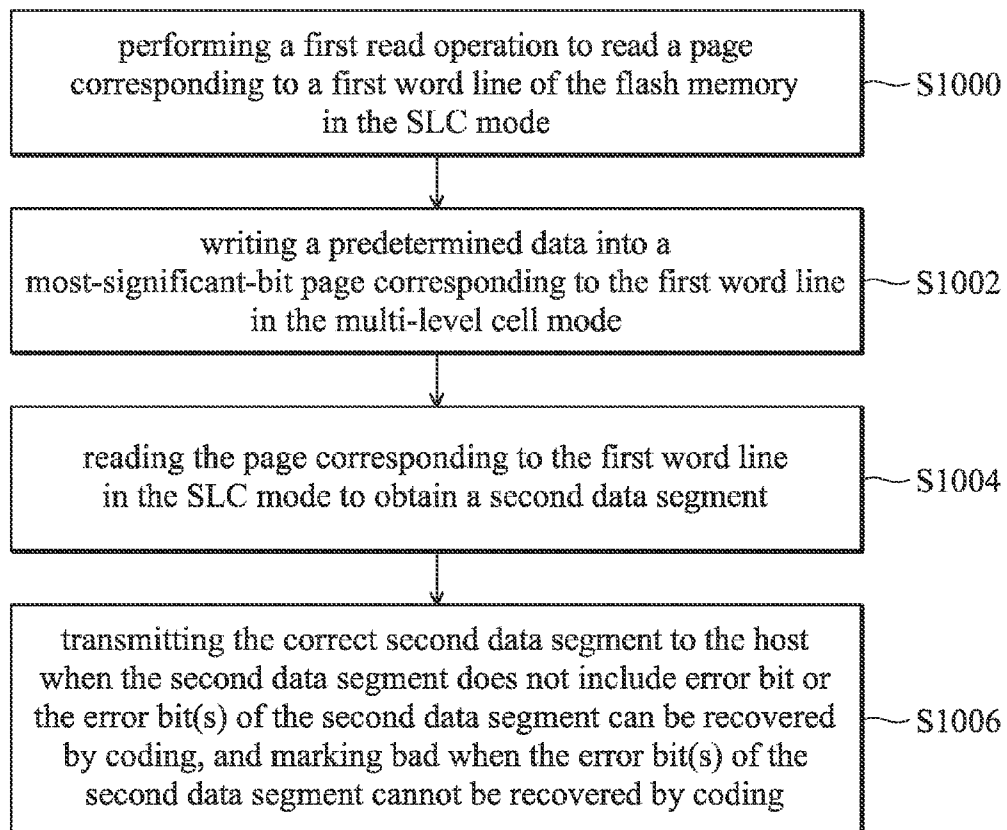 performing a first read operation to read a page
corresponding to a first word line of the flash memory
in the SLC mode
S1000
writing a predetermined data into a
most-significant-bit page corresponding to the first word line
in the multi-level cell mode
S1002
reading the page corresponding to the first word line
in the SLC mode to obtain a second data segment
S1004
transmitting the correct second data segment to the host
when the second data segment does not include error bit or
the error bit(s) of the second data segment can be recovered
by coding, and marking bad when the error bit(s) of the
second data segment cannot be recovered by coding
S1006